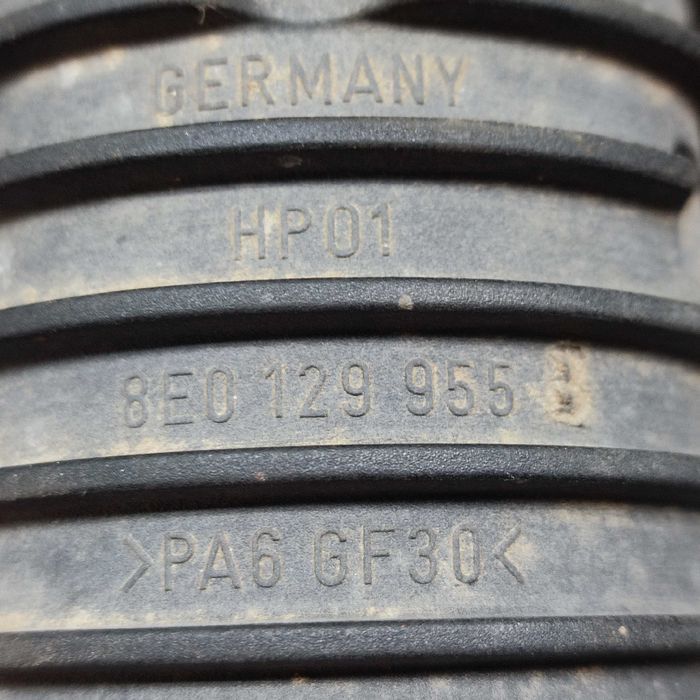 GERMANY
HP01
8E0 129 955
>PA6 GF30<